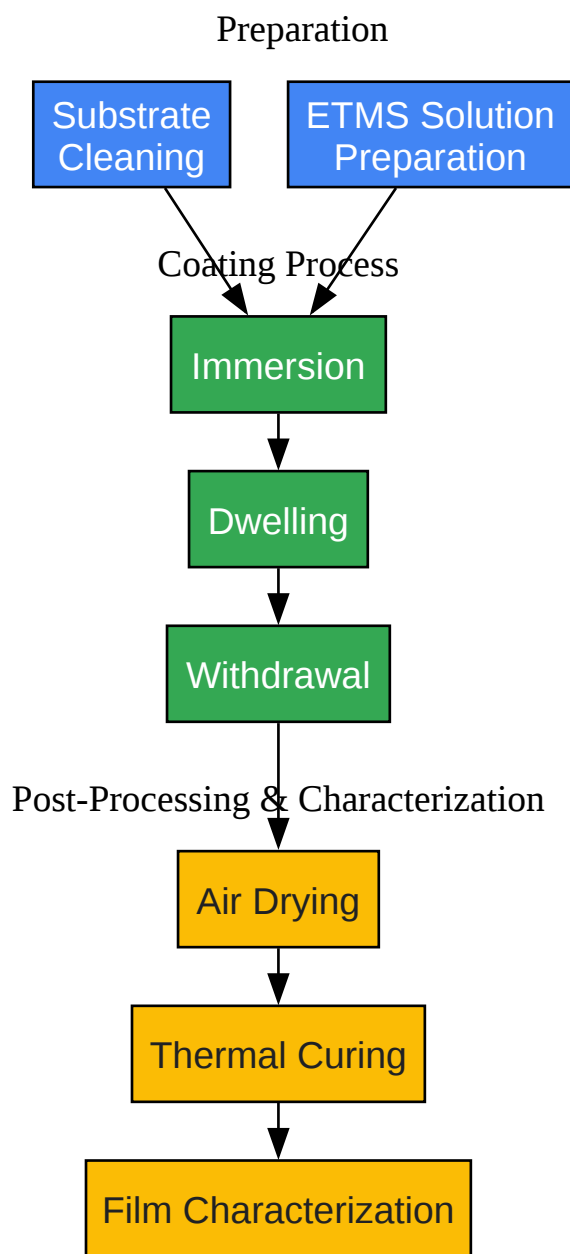 Preparation
Substrate
Cleaning
ETMS Solution
Preparation
Coating Process
Immersion
Dwelling
Withdrawal
Post-Processing & Characterization
Air Drying
Thermal Curing
Film Characterization